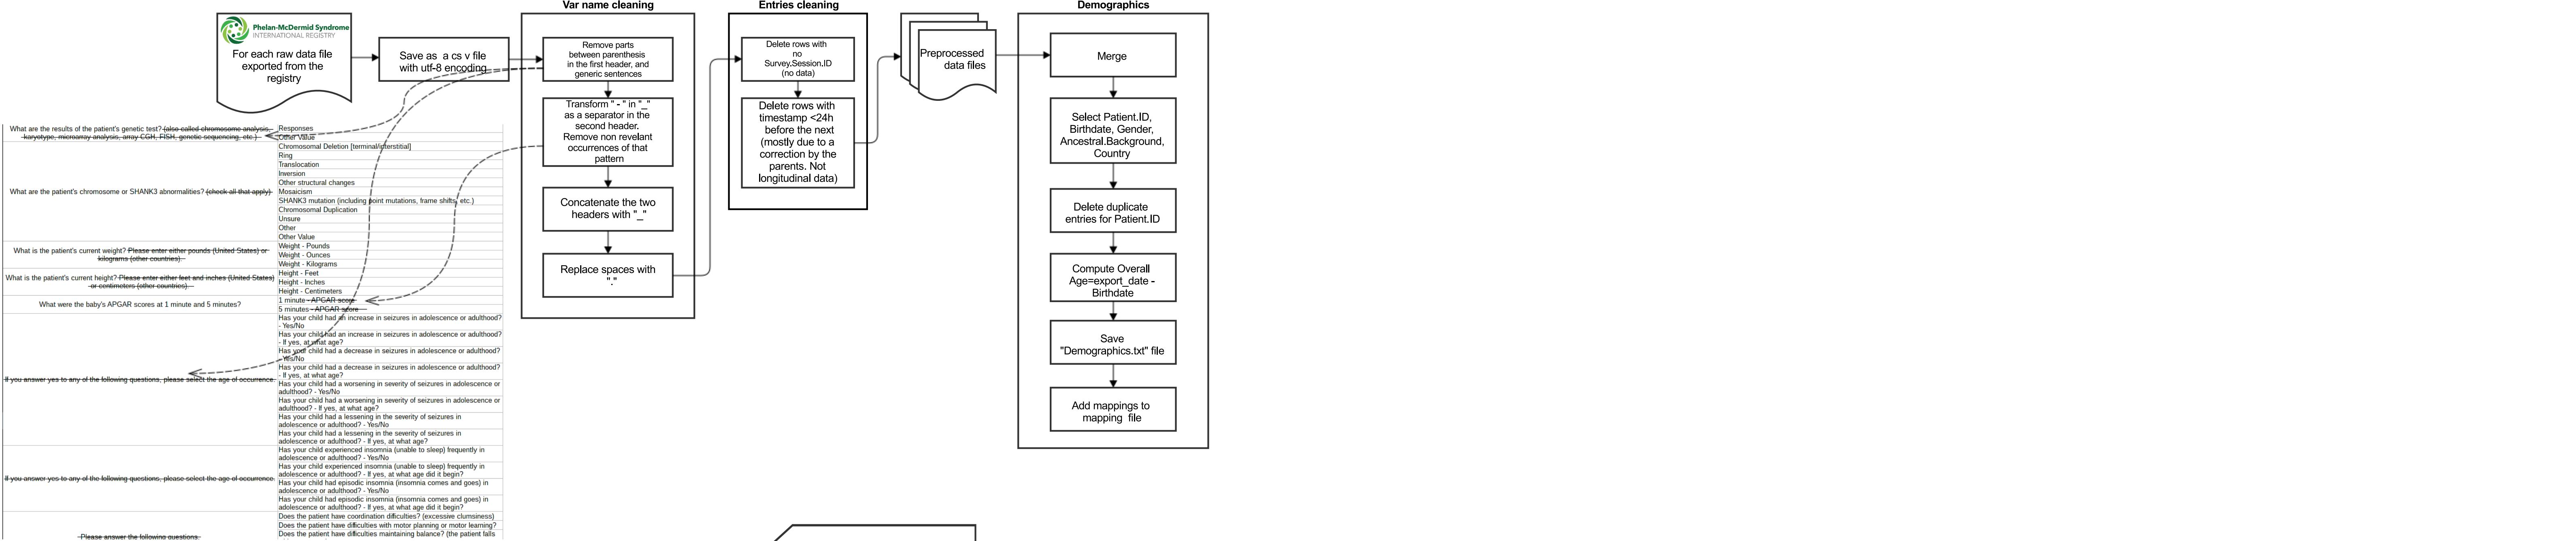 Var name cleaning
Entries cleaning
Demographics
Phelan-McDermid Syndrome
INTERNATIONAL REGISTRY
For each raw data file
exported from the
registry
Save as a cs v file
with utf-8 encoding
Remove parts
between parenthesis
in the first header, and
generic sentences
Transform " - " in "_"
as a separator in the
second header.
Remove non revelant
occurrences of that
pattern
Concatenate the two
headers with "_"
Replace spaces with
"."
Delete rows with
no
Survey.Session.ID
(no data)
Delete rows with
timestamp <24h
before the next
(mostly due to a
correction by the
parents. Not
longitudinal data)
Preprocessed
data files
Merge
Select Patient.ID,
Birthdate, Gender,
Ancestral.Background,
Country
Delete duplicate
entries for Patient.ID
Compute Overall
Age=export_date -
Birthdate
Save
"Demographics.txt" file
Add mappings to
mapping file
What are the results of the patient's genetic test? (also called chromosome analysis,
karyotype, microarray analysis, array CGH, FISH, genetic sequencing, etc.)
Responses
Other Value
What are the patient's chromosome or SHANK3 abnormalities? (check all that apply)
Chromosomal Deletion [terminal/interstitial]
Ring
Translocation
Inversion
Other structural changes
Mosaicism
SHANK3 mutation (including point mutations, frame shifts, etc.)
Chromosomal Duplication
Unsure
Other
Other Value
What is the patient's current weight? Please enter either pounds (United States) or
kilograms (other countries).
Weight - Pounds
Weight - Ounces
Weight - Kilograms
What is the patient's current height? Please enter either feet and inches (United States)
or centimeters (other countries).
Height - Feet
Height - Inches
Height - Centimeters
What were the baby's APGAR scores at 1 minute and 5 minutes?
1 minute - APGAR score
5 minutes - APGAR score
If you answer yes to any of the following questions, please select the age of occurrence.
Has your child had an increase in seizures in adolescence or adulthood?
- Yes/No
Has your child had an increase in seizures in adolescence or adulthood?
- If yes, at what age?
Has your child had a decrease in seizures in adolescence or adulthood?
- Yes/No
Has your child had a decrease in seizures in adolescence or adulthood?
- If yes, at what age?
Has your child had a worsening in severity of seizures in adolescence or
adulthood? - Yes/No
Has your child had a worsening in severity of seizures in adolescence or
adulthood? - If yes, at what age?
Has your child had a lessening in the severity of seizures in
adolescence or adulthood? - Yes/No
Has your child had a lessening in the severity of seizures in
adolescence or adulthood? - If yes, at what age?
If you answer yes to any of the following questions, please select the age of occurrence.
Has your child experienced insomnia (unable to sleep) frequently in
adolescence or adulthood? - Yes/No
Has your child experienced insomnia (unable to sleep) frequently in
adolescence or adulthood? - If yes, at what age did it begin?
Has your child had episodic insomnia (insomnia comes and goes) in
adolescence or adulthood? - Yes/No
Has your child had episodic insomnia (insomnia comes and goes) in
adolescence or adulthood? - If yes, at what age did it begin?
Please answer the following questions.
Does the patient have coordination difficulties? (excessive clumsiness)
Does the patient have difficulties with motor planning or motor learning?
Does the patient have difficulties maintaining balance? (the patient falls